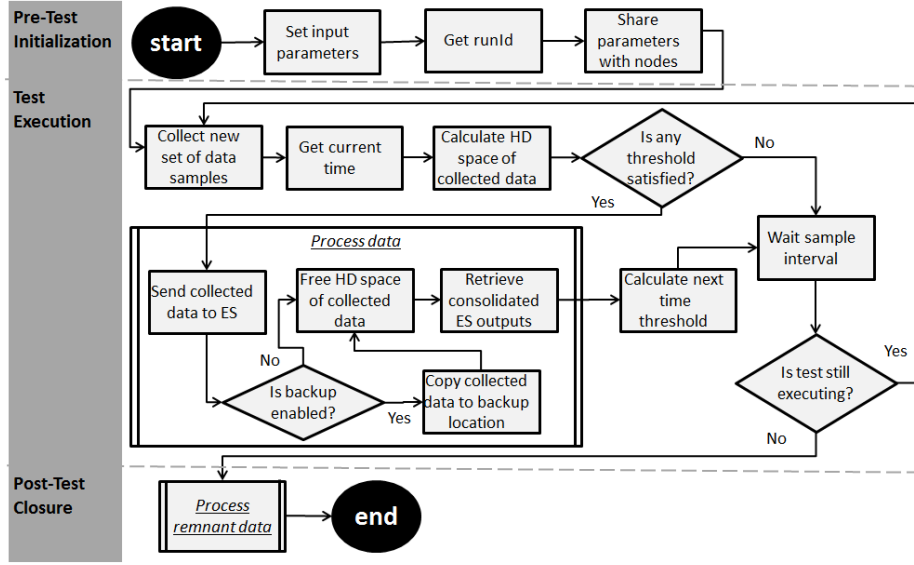 Pre-Test
Initialization
start
Set input
parameters
Get runId
Share
parameters
with nodes
Test
Execution
Collect new
set of data
samples
Get current
time
Calculate HD
space of
collected data
Is any
threshold
satisfied?
No
Yes
Wait sample
interval
Process data
Send collected
data to ES
Free HD space
of collected
data
Retrieve
consolidated
ES outputs
Calculate next
time
threshold
No
Is backup
enabled?
Yes
Copy collected
data to backup
location
Is test still
executing?
Yes
No
Post-Test
Closure
Process
remnant data
end